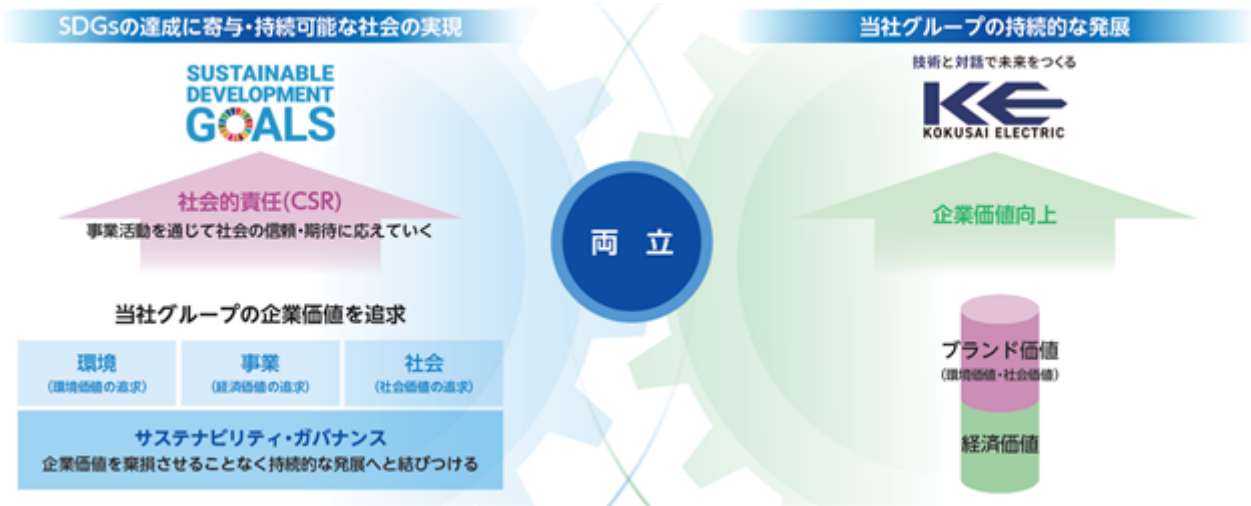 SDGsの達成に寄与・持続可能な社会の実現
SUSTAINABLE
DEVELOPMENT
GOALS
社会的責任(CSR)
事業活動を通じて社会の信頼・期待に応えていく
当社グループの企業価値を追求
環境
(環境価値の追求)
事業
(経済価値の追求)
社会
(社会価値の追求)
サステナビリティ・ガバナンス
企業価値を棄損させることなく持続的な発展へと結びつける
両 立
当社グループの持続的な発展
技術と対話で未来をつくる
KE
KOKUSAI ELECTRIC
企業価値向上
ブランド価値
(環境価値・社会価値)
経済価値